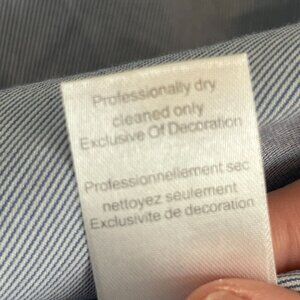 Professionally dry
cleaned only
Exclusive Of Decoration
Professionnellement sec
nettoyez seulement
Exclusivite de decoration